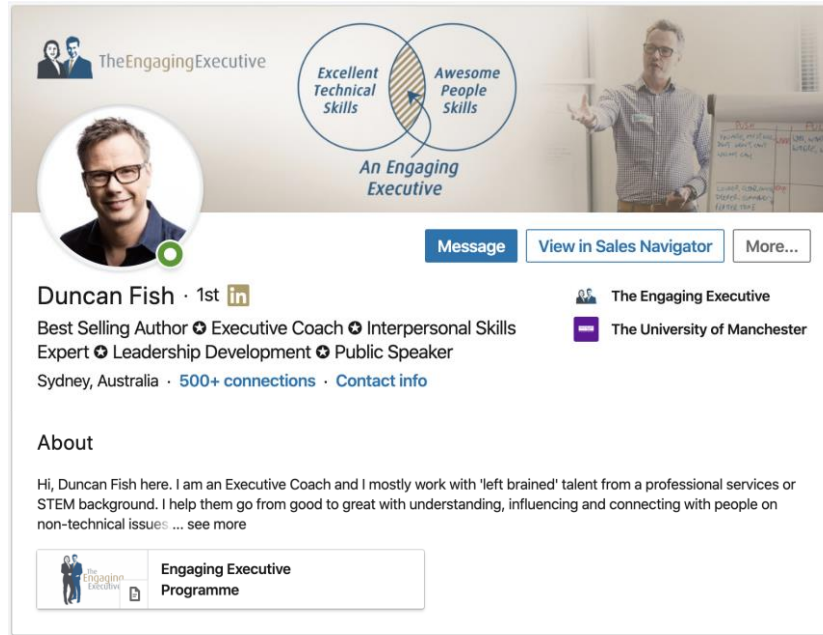 TheEngagingExecutive
Excellent
Technical
Skills
Awesome
People
Skills
An Engaging
Executive
Message
View in Sales Navigator
More...
Duncan Fish · 1st in
Best Selling Author ✪ Executive Coach ✪ Interpersonal Skills
Expert ✪ Leadership Development ✪ Public Speaker
Sydney, Australia · 500+ connections · Contact info
The Engaging Executive
The University of Manchester
About
Hi, Duncan Fish here. I am an Executive Coach and I mostly work with 'left brained' talent from a professional services or
STEM background. I help them go from good to great with understanding, influencing and connecting with people on
non-technical issues ... see more
The
Engaging
Executive
Engaging Executive
Programme